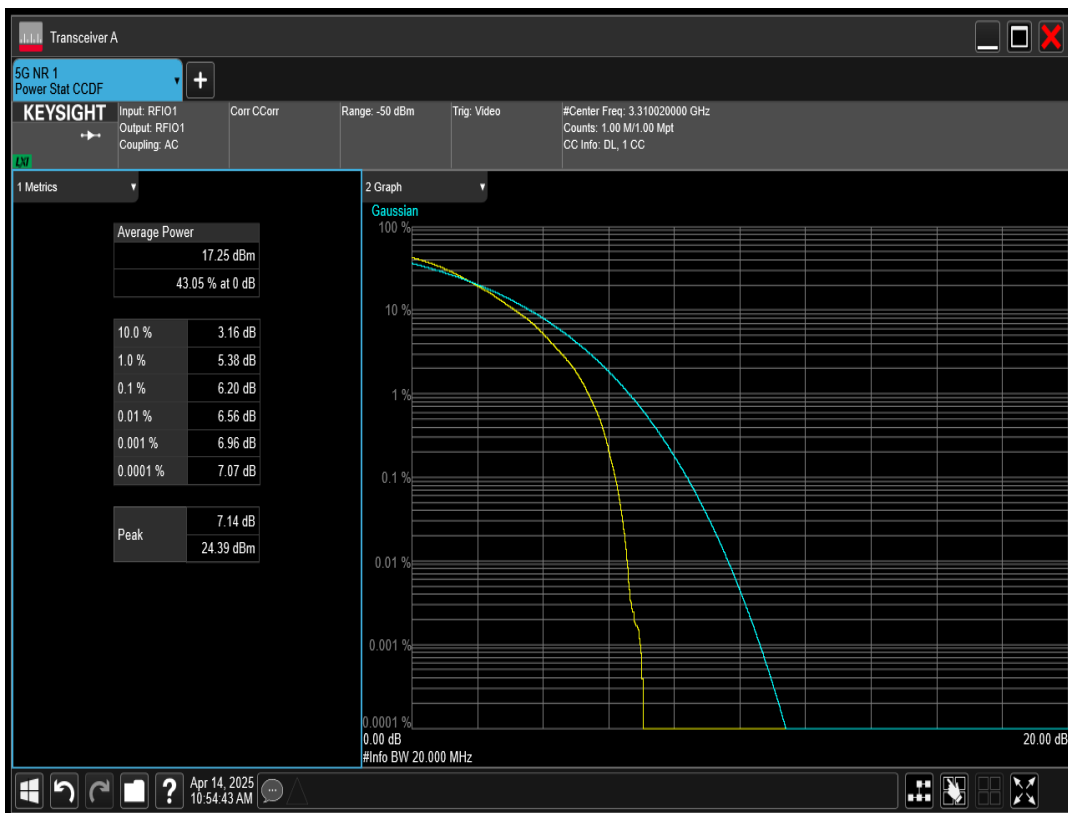 Transceiver A
5G NR 1
Power Stat CCDF
+
KEYSIGHT
LXI
Input: RFIO1
Output: RFIO1
Coupling: AC
Corr CCorr
Range: -50 dBm
Trig: Video
#Center Freq: 3.310020000 GHz
Counts: 1.00 M/1.00 Mpt
CC Info: DL, 1 CC
1 Metrics
Average Power
17.25 dBm
43.05 % at 0 dB
10.0 % 3.16 dB
1.0 % 5.38 dB
0.1 % 6.20 dB
0.01 % 6.56 dB
0.001 % 6.96 dB
0.0001 % 7.07 dB
Peak
7.14 dB
24.39 dBm
2 Graph
Gaussian
100 %
10 %
1 %
0.1 %
0.01 %
0.001 %
0.0001 %
0.00 dB
20.00 dB
#Info BW 20.000 MHz
?
Apr 14, 2025
10:54:43 AM